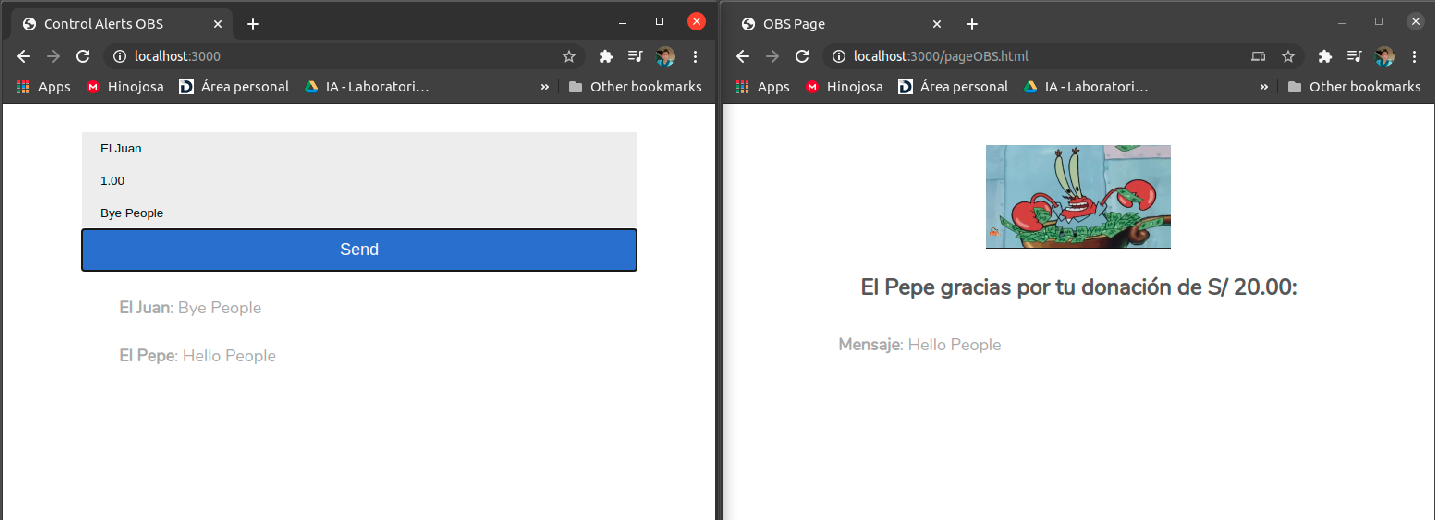 Control Alerts OBS
localhost:3000
Apps
Hinojosa
Área personal
IA - Laboratori...
»
Other bookmarks
El Juan
1.00
Bye People
Send
El Juan: Bye People
El Pepe: Hello People
OBS Page
localhost:3000/pageOBS.html
Apps
Hinojosa
Área personal
IA - Laboratori...
»
Other bookmarks
El Pepe gracias por tu donación de S/ 20.00:
Mensaje: Hello People